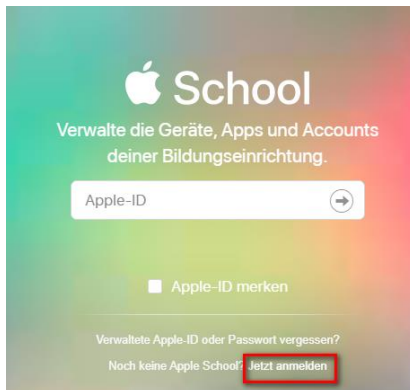 School
Verwalte die Geräte, Apps und Accounts
deiner Bildungseinrichtung.
Apple-ID
Apple-ID merken
Verwaltete Apple-ID oder Passwort vergessen?
Noch keine Apple School? Jetzt anmelden